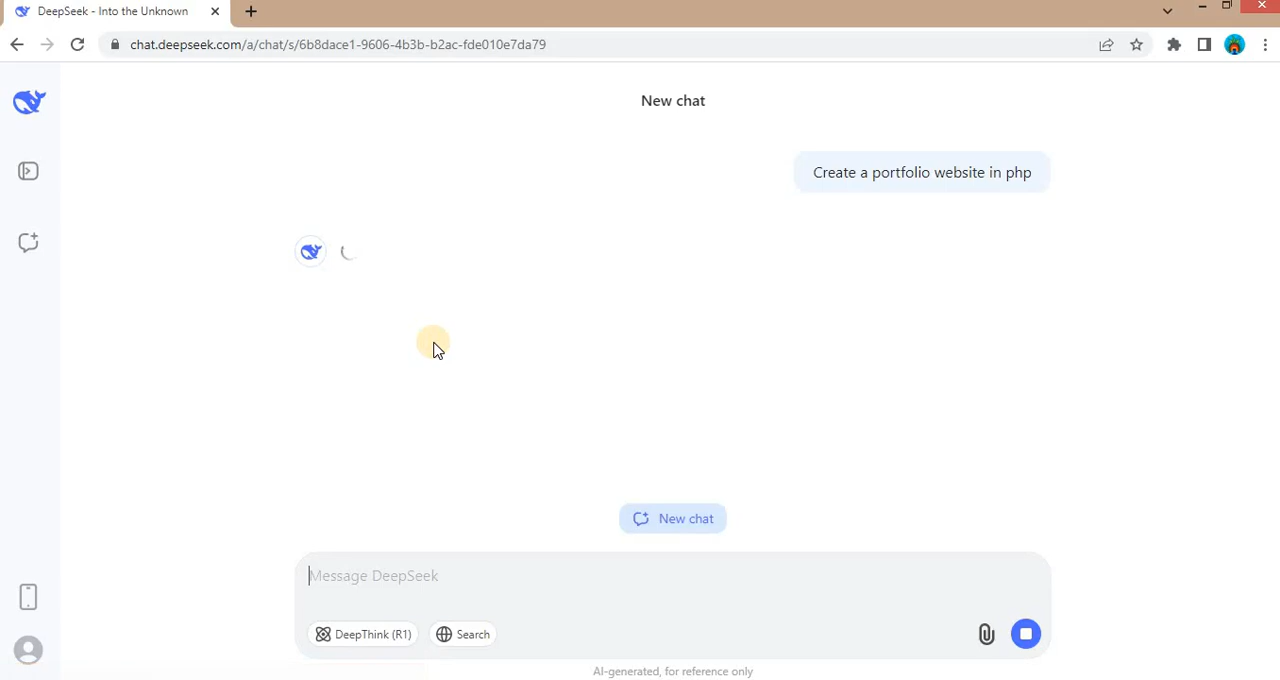 DeepSeek - Into the Unknown
chat.deepseek.com/a/chat/s/6b8dace1-9606-4b3b-b2ac-fde010e7da79
New chat
Create a portfolio website in php
New chat
Message DeepSeek
DeepThink (R1) Search
AI-generated, for reference only